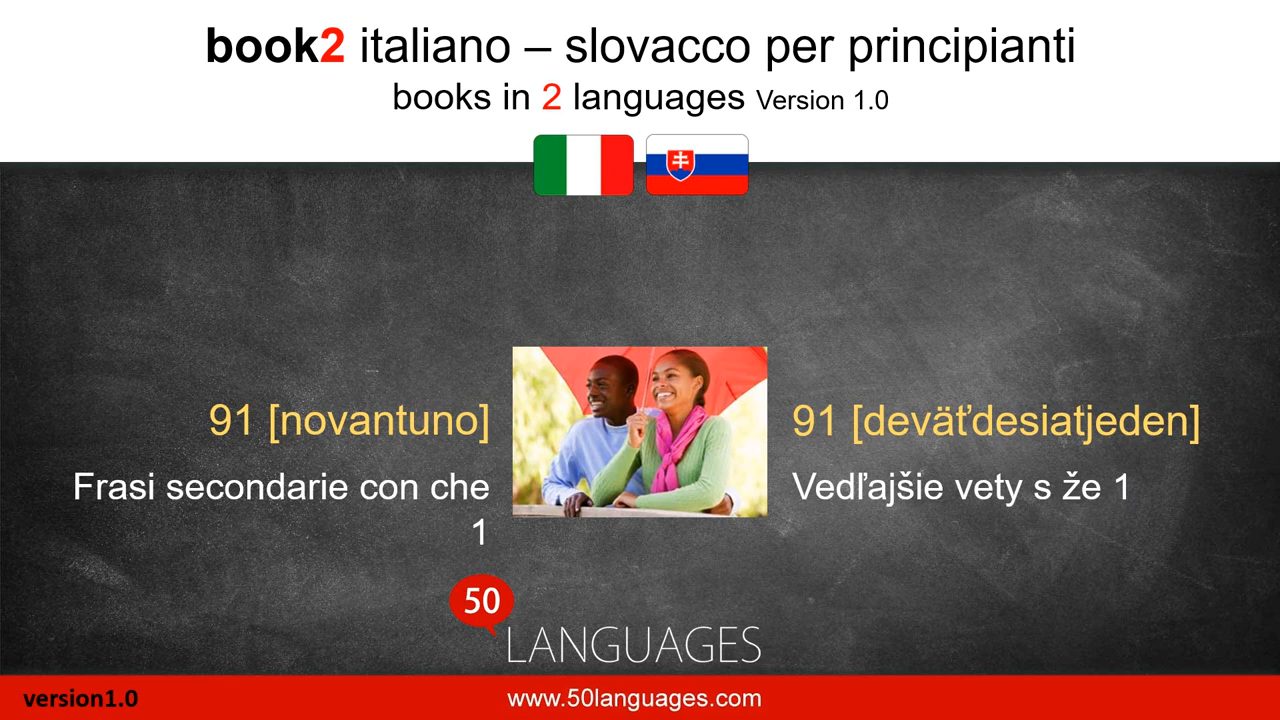 book2 italiano – slovacco per principianti
books in 2 languages Version 1.0
91 [novantuno]
Frasi secondarie con che
1
91 [deväťdesiatjeden]
Vedľajšie vety s že 1
50
LANGUAGES
version1.0
www.50languages.com